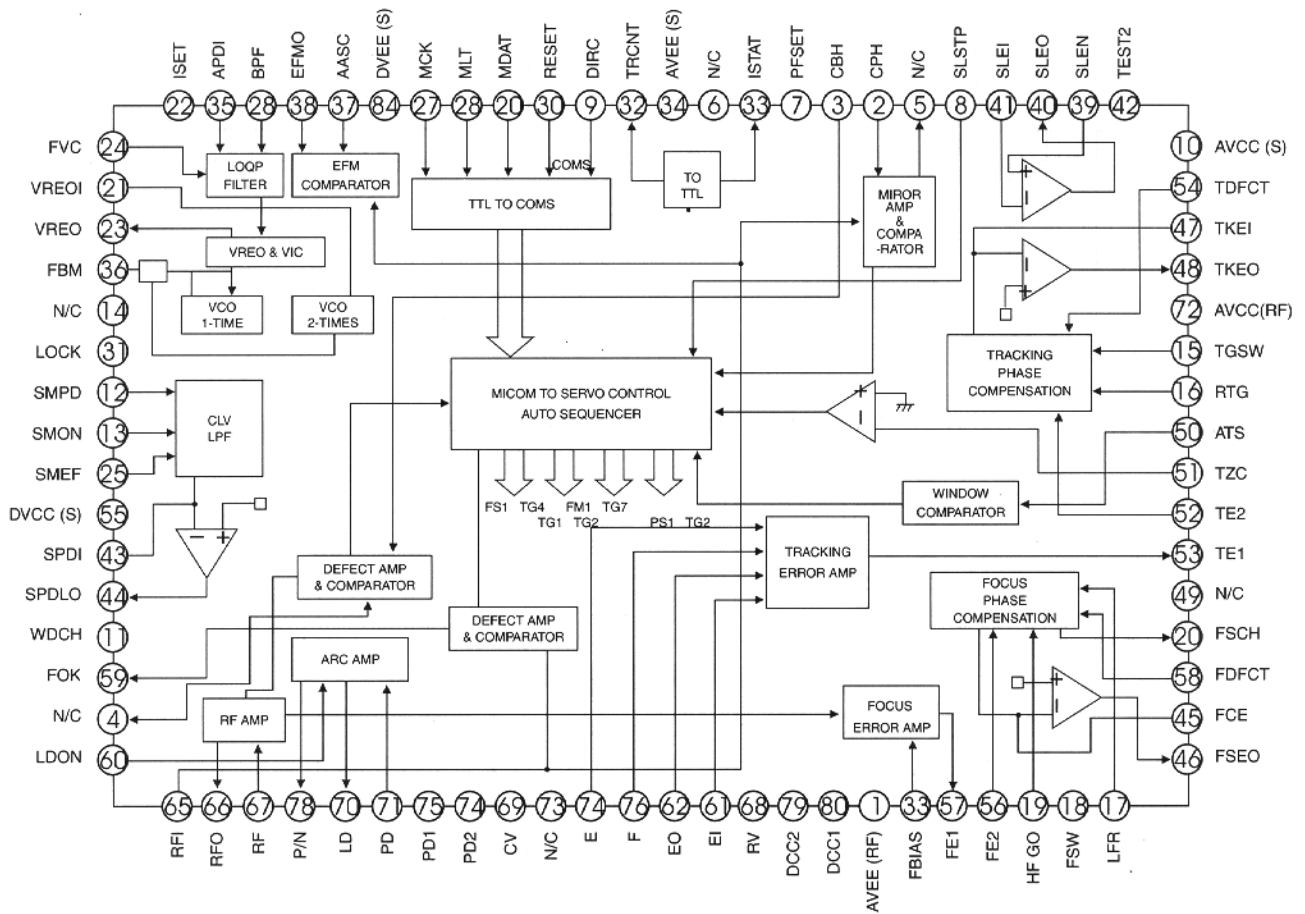 ISET APDI BPF EFMO AASC DVEE (S) MCK MLT MDAT RESET DIRC TRCNT AVEE (S) N/C ISTAT PFSET CBH CPH N/C SLSTP SLEI SLEO SLEN TEST2
22 35 28 38 37 84 27 28 20 30 9 32 34 6 33 7 3 2 5 8 41 40 39 42
FVC 24
VREOI 21
VREO 23
FBM 36
N/C 14
LOCK 31
SMPD 12
SMON 13
SMEF 25
DVCC (S) 55
SPDI 43
SPDLO 44
WDCH 11
FOK 59
N/C 4
LDON 60
LOQP
FILTER
EFM
COMPARATOR
COMS
TTL TO COMS
TO
TTL
MIROR
AMP
&
COMPA
-RATOR
+
−
VREO & VIC
VCO
1-TIME
VCO
2-TIMES
−
+
TRACKING
PHASE
COMPENSATION
MICOM TO SERVO CONTROL
AUTO SEQUENCER
+
−
CLV
LPF
− +
FS1 TG4 FM1 TG7
TG1 TG2 PS1 TG2
WINDOW
COMPARATOR
TRACKING
ERROR AMP
DEFECT AMP
& COMPARATOR
DEFECT AMP
& COMPARATOR
FOCUS
PHASE
COMPENSATION
ARC AMP
RF AMP
FOCUS
ERROR AMP
+
−
10 AVCC (S)
54 TDFCT
47 TKEI
48 TKEO
72 AVCC(RF)
15 TGSW
16 RTG
50 ATS
51 TZC
52 TE2
53 TE1
49 N/C
20 FSCH
58 FDFCT
45 FCE
46 FSEO
65 66 67 78 70 71 75 74 69 73 74 76 62 61 68 79 80 1 33 57 56 19 18 17
RFI RFO RF P/N LD PD PD1 PD2 CV N/C E F EO EI RV DCC2 DCC1 AVEE (RF) FBIAS FE1 FE2 HF GO FSW LFR